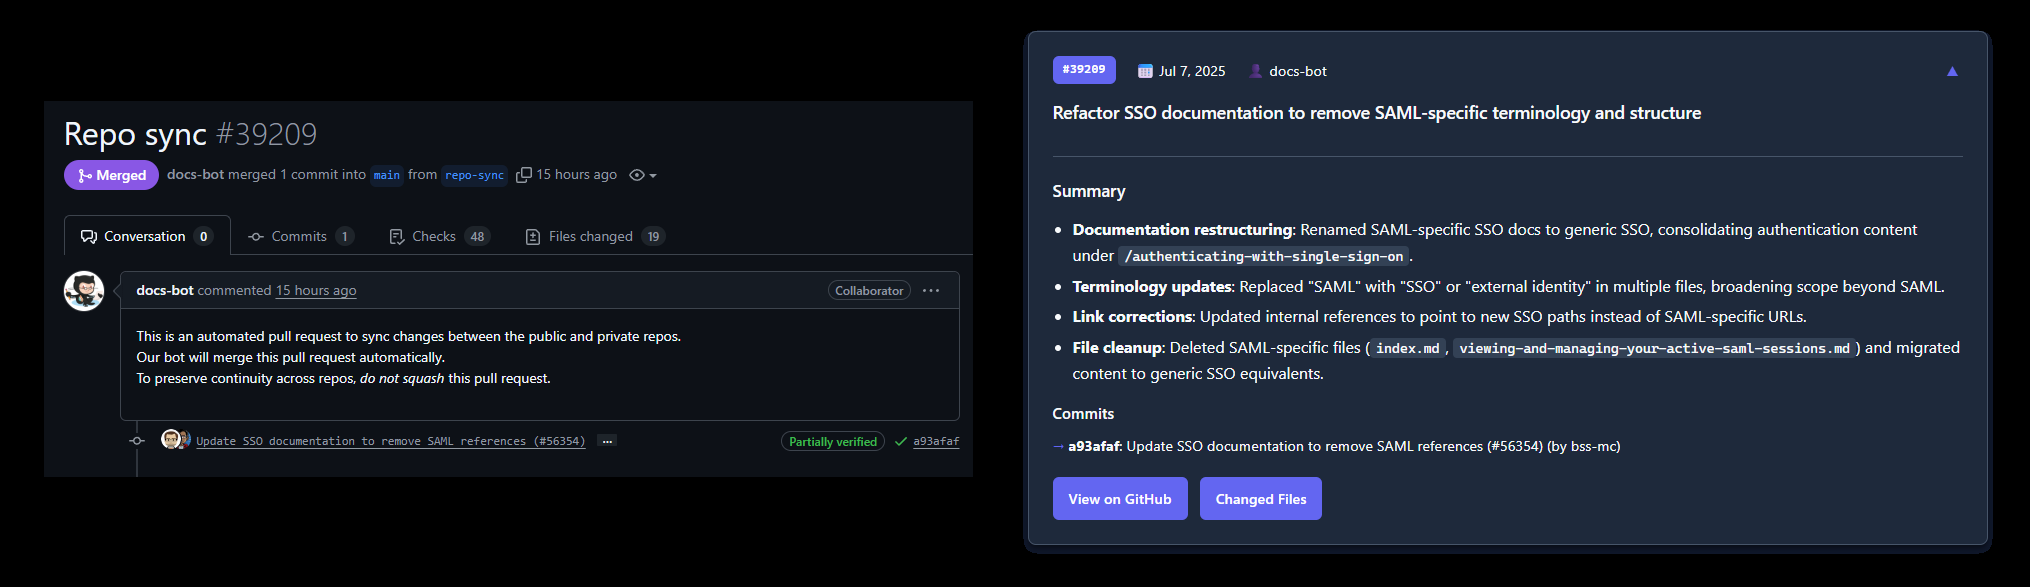 Repo sync #39209
Merged docs-bot merged 1 commit into main from repo-sync 15 hours ago
Conversation 0 Commits 1 Checks 48 Files changed 19
docs-bot commented 15 hours ago Collaborator ...
This is an automated pull request to sync changes between the public and private repos.
Our bot will merge this pull request automatically.
To preserve continuity across repos, do not squash this pull request.
Update SSO documentation to remove SAML references (#56354) ... Partially verified a93afaf
#39209 Jul 7, 2025 docs-bot
Refactor SSO documentation to remove SAML-specific terminology and structure
Summary
• Documentation restructuring: Renamed SAML-specific SSO docs to generic SSO, consolidating authentication content
under /authenticating-with-single-sign-on.
• Terminology updates: Replaced "SAML" with "SSO" or "external identity" in multiple files, broadening scope beyond SAML.
• Link corrections: Updated internal references to point to new SSO paths instead of SAML-specific URLs.
• File cleanup: Deleted SAML-specific files (index.md, viewing-and-managing-your-active-saml-sessions.md) and migrated
content to generic SSO equivalents.
Commits
→ a93afaf: Update SSO documentation to remove SAML references (#56354) (by bss-mc)
View on GitHub Changed Files